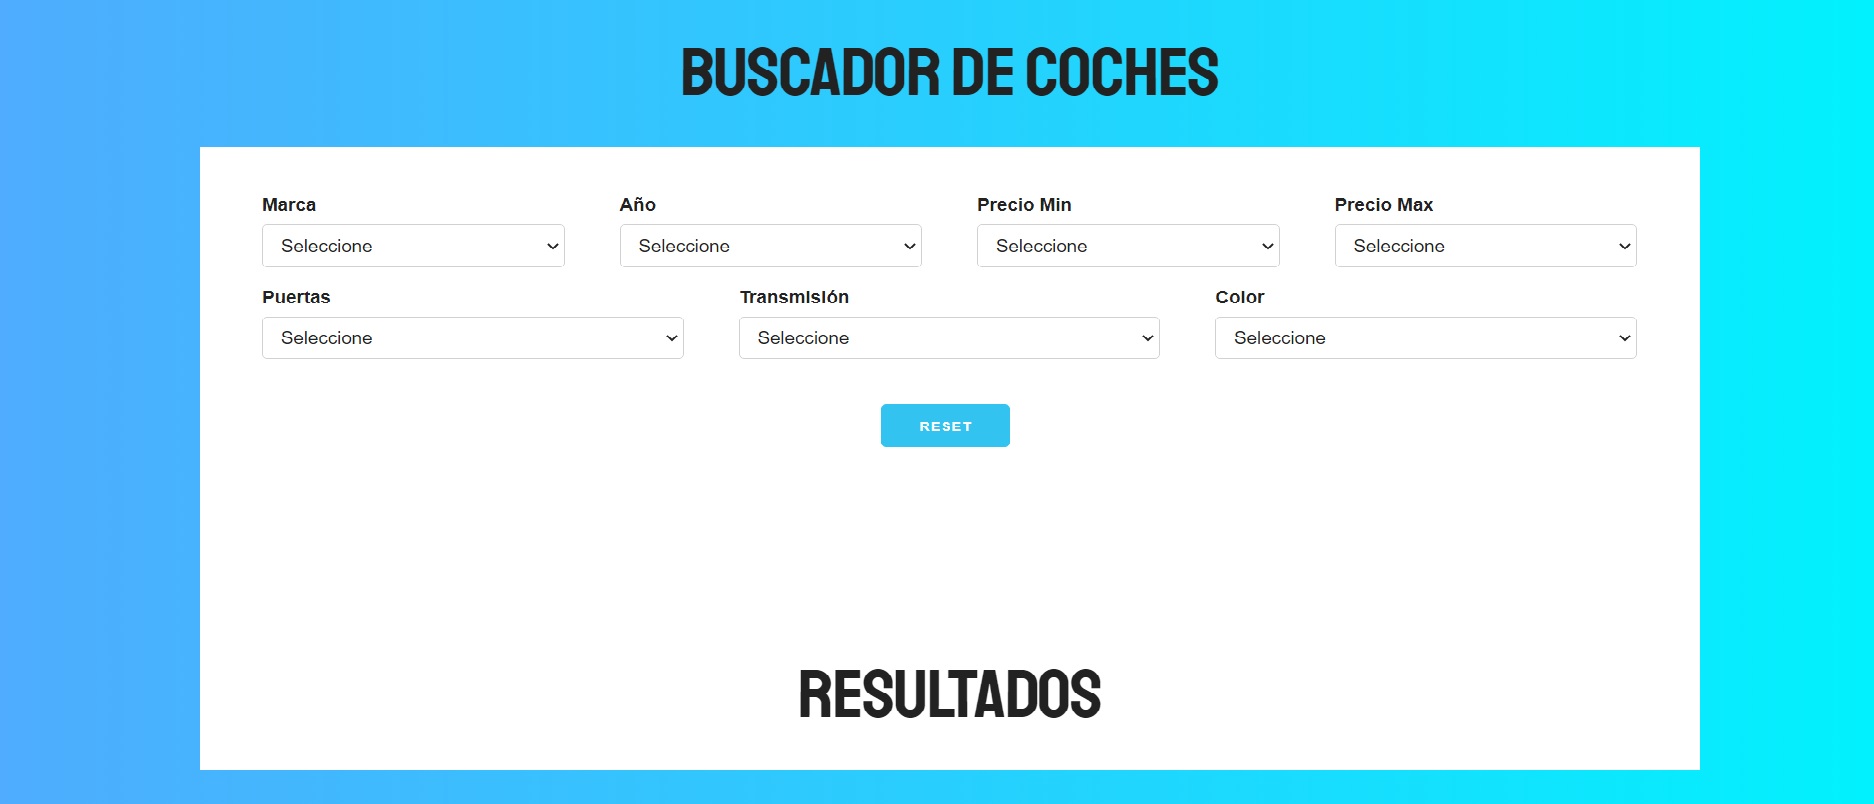 BUSCADOR DE COCHES
Marca Año Precio Min Precio Max
Seleccione Seleccione Seleccione Seleccione
Puertas Transmisión Color
Seleccione Seleccione Seleccione
RESET
RESULTADOS